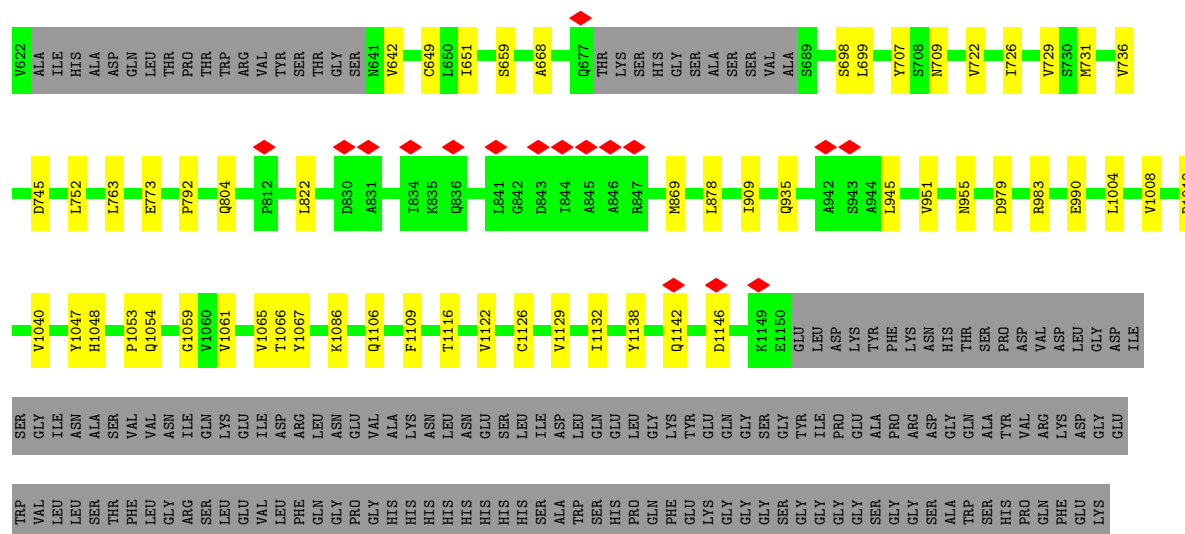 V622 ALA ILE HIS ALA ASP GLN LEU THR PRO THR TRP ARG VAL TYR SER THR GLY SER N641 V642 C649 L650 I651 S659 A668 Q677 THR LYS SER HIS GLY SER ALA SER SER VAL ALA S689 S698 L699 Y707 S708 N709 V722 I726 V729 S730 M731 V736
D745 L752 L763 E773 P792 Q804 P812 L822 D830 A831 I834 K835 Q836 L841 G842 D843 I844 A845 A846 R847 M869 L878 I909 Q935 A942 S943 A944 L945 V951 N955 D979 R983 E990 L1004 V1008
V1040 Y1047 H1048 P1053 Q1054 G1059 V1060 V1061 V1065 T1066 Y1067 K1086 Q1106 F1109 T1116 V1122 C1126 V1129 I1132 Y1138 Q1142 D1146 K1149 E1150 GLU LEU ASP LYS TYR PHE LYS ASN HIS THR SER PRO ASP VAL ASP LEU GLY ASP ILE
SER GLY ILE ASN ALA SER VAL VAL ASN ILE GLN LYS GLU ILE ASP ARG LEU ASN GLU VAL ALA LYS ASN LEU ASN GLU SER LEU ILE ASP LEU GLN GLU LEU GLY LYS TYR GLU GLN GLY SER GLY TYR ILE PRO GLU ALA PRO ARG ASP GLY GLN ALA TYR VAL ARG LYS ASP GLY GLU
TRP VAL LEU LEU SER THR PHE LEU GLY ARG SER LEU GLU VAL LEU PHE GLN GLY PRO GLY HIS HIS HIS HIS HIS HIS HIS HIS SER ALA TRP SER HIS PRO GLN PHE GLU LYS GLY GLY GLY SER GLY GLY GLY GLY SER GLY GLY SER ALA TRP SER HIS PRO GLN PHE GLU LYS